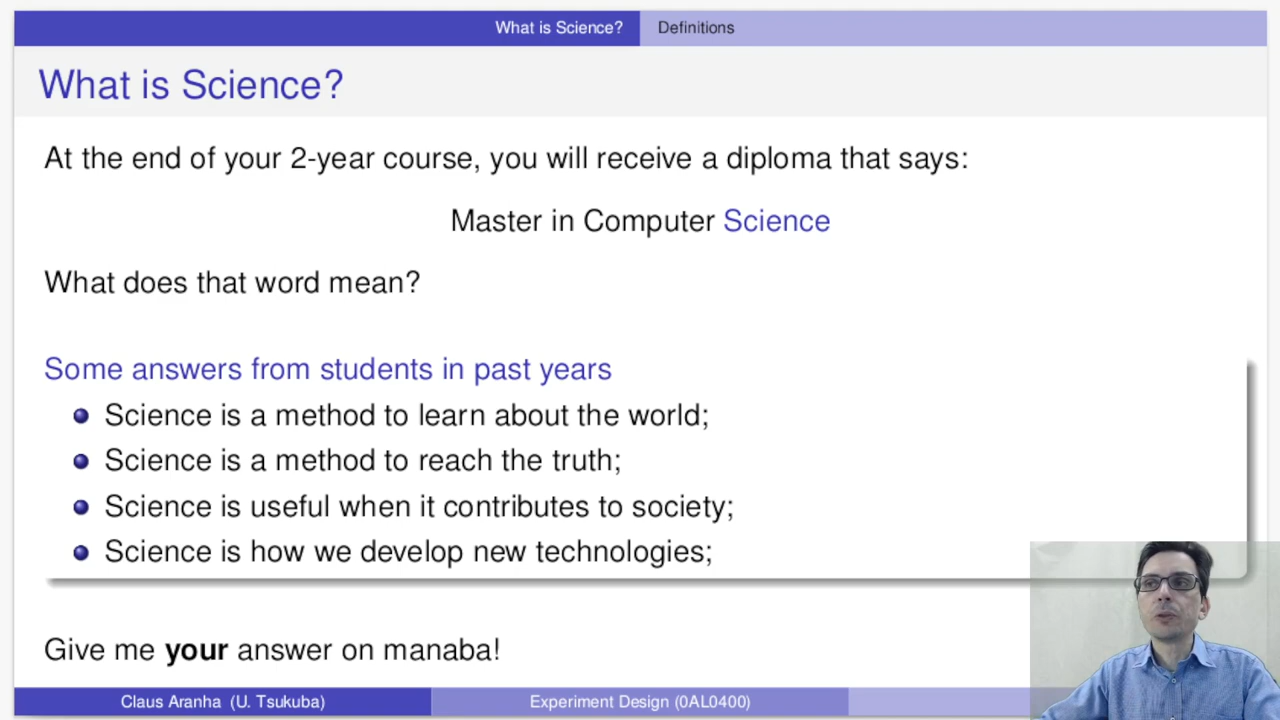 What is Science? Definitions
What is Science?
At the end of your 2-year course, you will receive a diploma that says:
Master in Computer Science
What does that word mean?
Some answers from students in past years
Science is a method to learn about the world;
Science is a method to reach the truth;
Science is useful when it contributes to society;
Science is how we develop new technologies;
Give me your answer on manaba!
Claus Aranha (U. Tsukuba) Experiment Design (0AL0400)